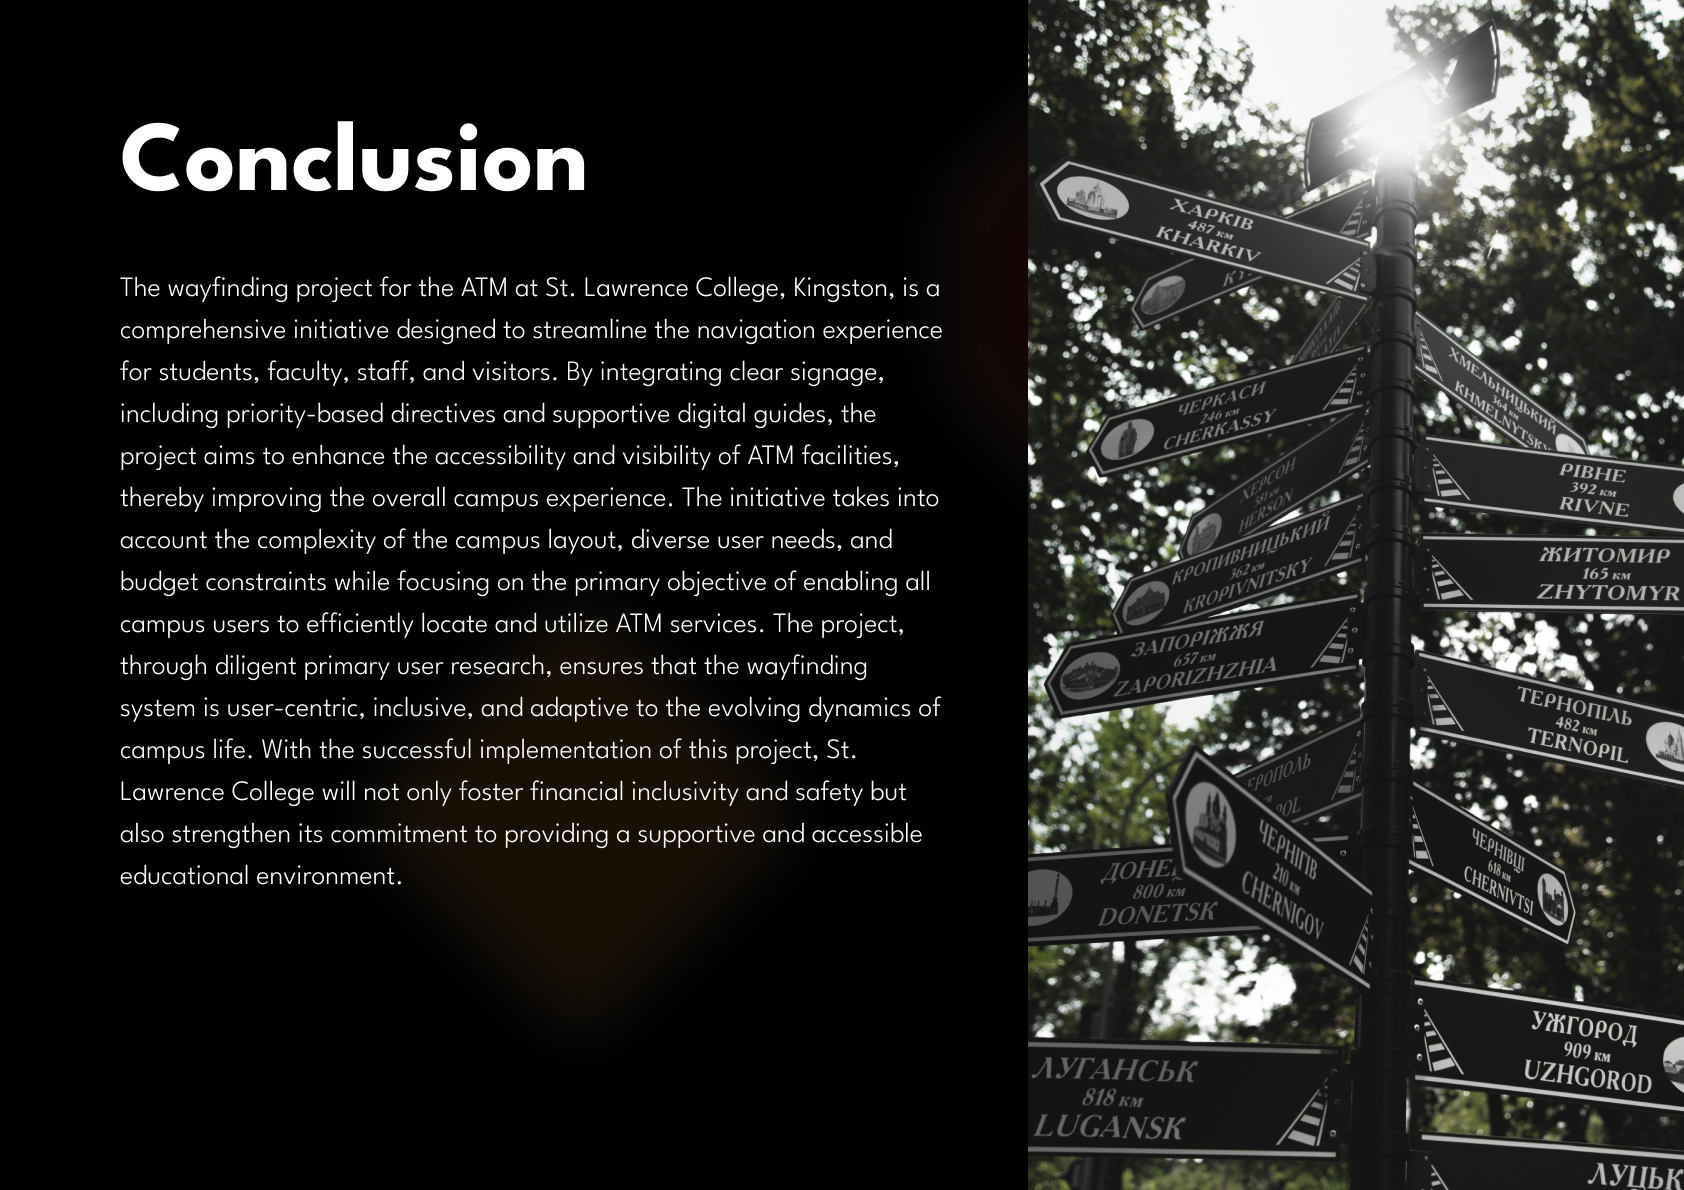 Conclusion
The wayfinding project for the ATM at St. Lawrence College, Kingston, is a
comprehensive initiative designed to streamline the navigation experience
for students, faculty, staff, and visitors. By integrating clear signage,
including priority-based directives and supportive digital guides, the
project aims to enhance the accessibility and visibility of ATM facilities,
thereby improving the overall campus experience. The initiative takes into
account the complexity of the campus layout, diverse user needs, and
budget constraints while focusing on the primary objective of enabling all
campus users to efficiently locate and utilize ATM services. The project,
through diligent primary user research, ensures that the wayfinding
system is user-centric, inclusive, and adaptive to the evolving dynamics of
campus life. With the successful implementation of this project, St.
Lawrence College will not only foster financial inclusivity and safety but
also strengthen its commitment to providing a supportive and accessible
educational environment.
ХАРКІВ
487 км
KHARKIV
ЧЕРКАСИ
246 км
CHERKASSY
ХЕРСОН
551 км
HERSON
КРОПИВНИЦЬКИЙ
362 км
KROPIVNITSKY
ЗАПОРІЖЖЯ
657 км
ZAPORIZHZHIA
ЧЕРНІГІВ
210 км
CHERNIGOV
800 км
DONETSK
ЛУГАНСЬК
818 км
LUGANSK
ХМЕЛЬНИЦЬКИЙ
364 км
РІВНЕ
392 км
RIVNE
ЖИТОМИР
165 км
ZHYTOMYR
ТЕРНОПІЛЬ
482 км
TERNOPIL
ЧЕРНІВЦІ
618 км
CHERNIVTSI
УЖГОРОД
909 км
UZHGOROD
ЛУЦЬК